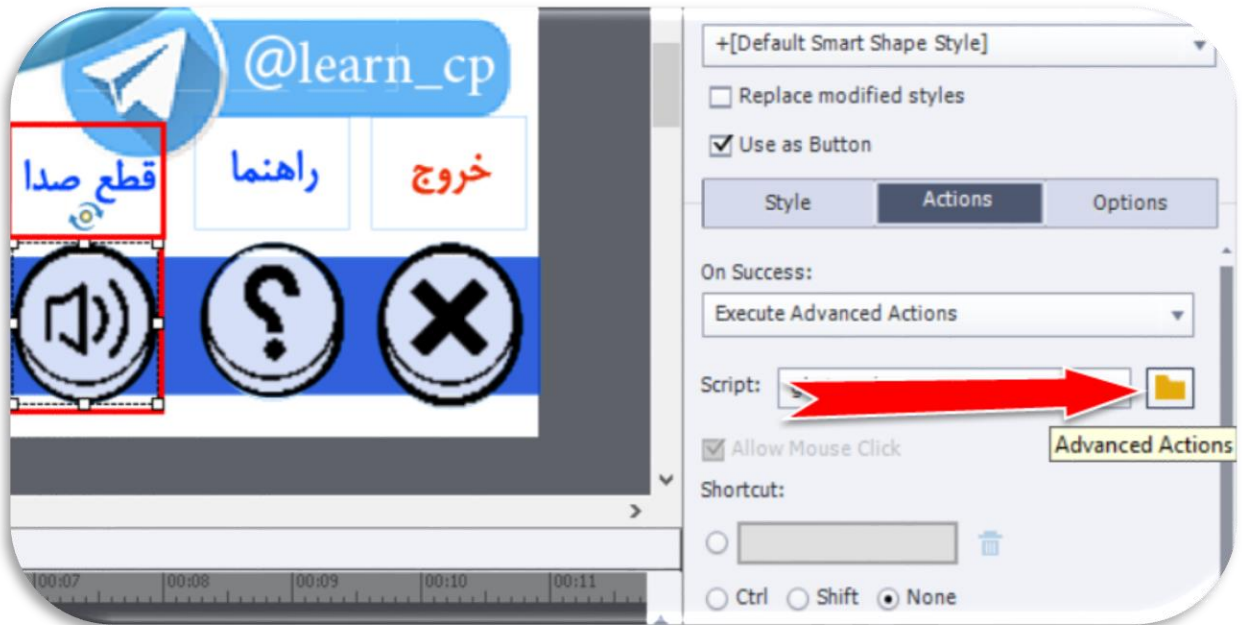 @learn_cp
قطع صدا
راهنما
خروج
00:07 00:08 00:09 00:10 00:11
+[Default Smart Shape Style]
Replace modified styles
Use as Button
Style Actions Options
On Success:
Execute Advanced Actions
Script:
Allow Mouse Click
Advanced Actions
Shortcut:
Ctrl Shift None